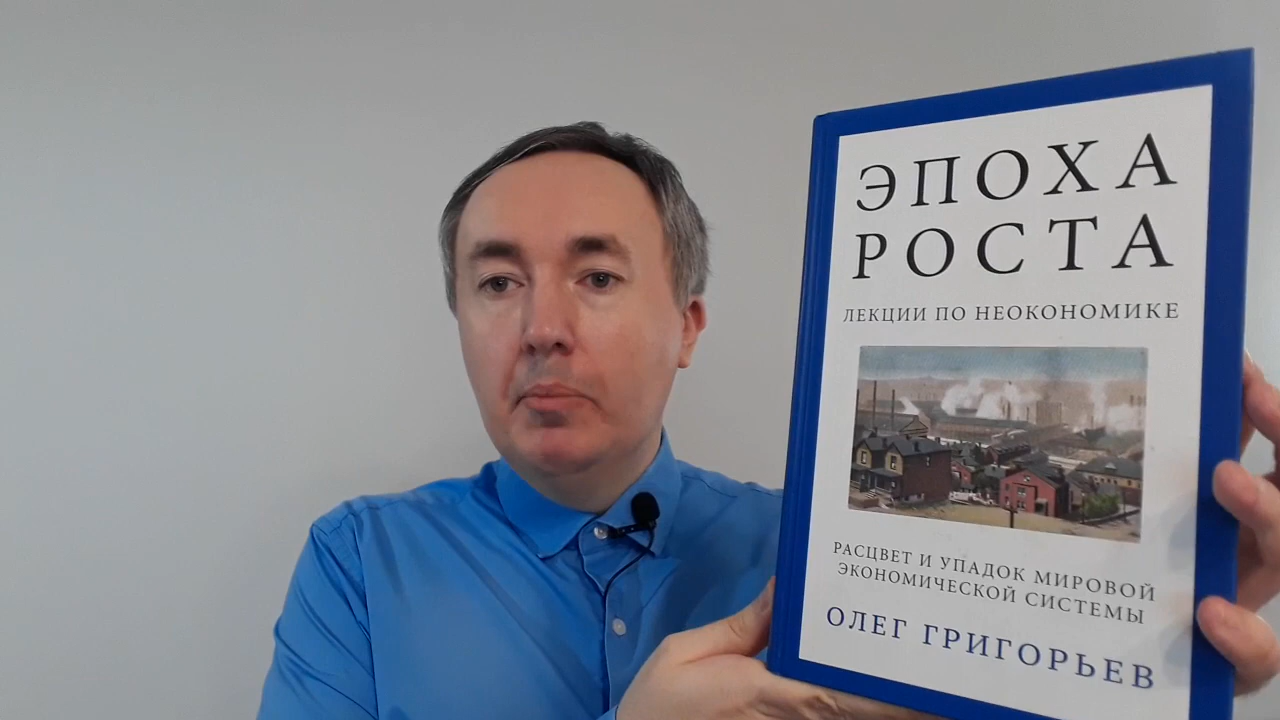 ЭПОХА
РОСТА
ЛЕКЦИИ ПО НЕОКОНОМИКЕ
РАСЦВЕТ И УПАДОК МИРОВОЙ
ЭКОНОМИЧЕСКОЙ СИСТЕМЫ
ОЛЕГ ГРИГОРЬЕВ